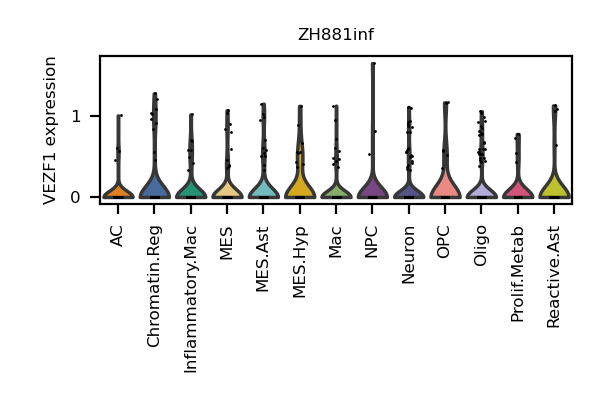 ZH881inf
VEZF1 expression
1
0
AC
Chromatin.Reg
Inflammatory.Mac
MES
MES.Ast
MES.Hyp
Mac
NPC
Neuron
OPC
Oligo
Prolif.Metab
Reactive.Ast